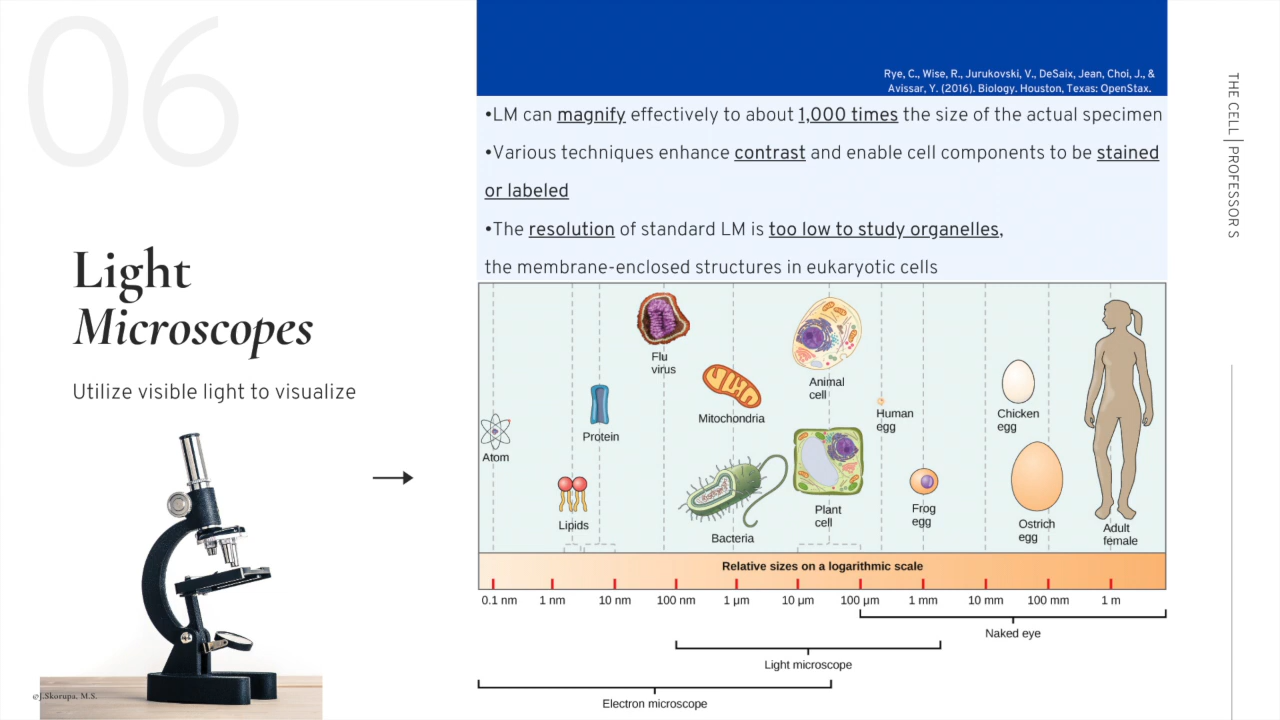 06
Light
Microscopes
Utilize visible light to visualize
©J.Skorupa, M.S.
Rye, C., Wise, R., Jurukovski, V., DeSaix, Jean, Choi, J., &
Avissar, Y. (2016). Biology. Houston, Texas: OpenStax.
•LM can magnify effectively to about 1,000 times the size of the actual specimen
•Various techniques enhance contrast and enable cell components to be stained
or labeled
•The resolution of standard LM is too low to study organelles,
the membrane-enclosed structures in eukaryotic cells
Atom
Lipids
Protein
Flu
virus
Mitochondria
Bacteria
Animal
cell
Plant
cell
Human
egg
Frog
egg
Chicken
egg
Ostrich
egg
Adult
female
Relative sizes on a logarithmic scale
0.1 nm 1 nm 10 nm 100 nm 1 µm 10 µm 100 µm 1 mm 10 mm 100 mm 1 m
Naked eye
Light microscope
Electron microscope
THE CELL | PROFESSOR S